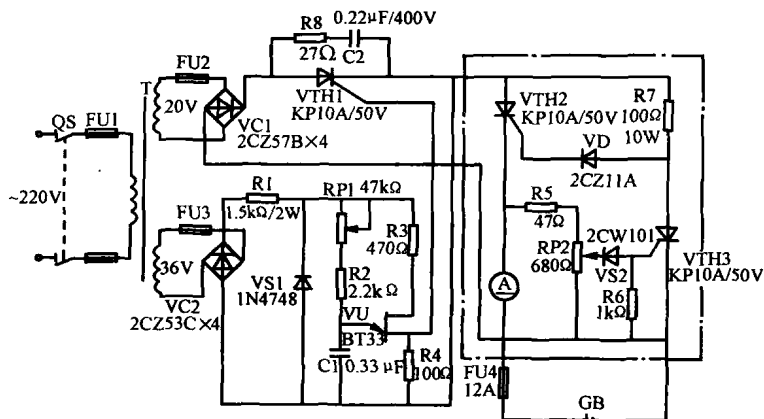 R8
0.22μF/400V
27Ω
C2
FU2
T
20V
VTH1
KP10A/50V
VC1
2CZ57B×4
QS
FU1
~220V
VTH2
KP10A/50V
R7
100Ω
10W
VD
2CZ11A
R1
1.5kΩ/2W
RP1
47kΩ
FU3
R3
470Ω
R5
47Ω
RP2
680Ω
2CW101
VS2
VTH3
KP10A/50V
36V
VS1
1N4748
R2
2.2kΩ
VC2
2CZ53C×4
A
R6
1kΩ
VU
BT33
C1
0.33μF
R4
100Ω
FU4
12A
GB